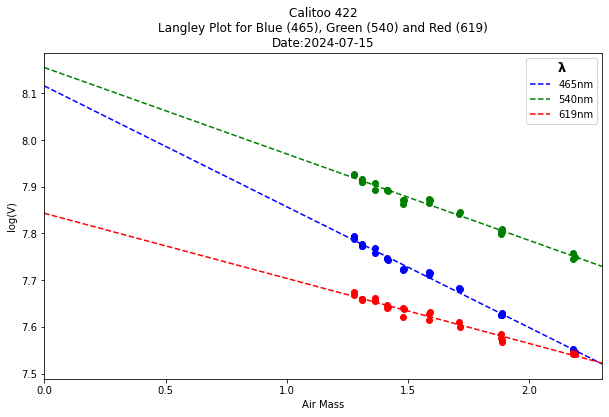 Calitoo 422
Langley Plot for Blue (465), Green (540) and Red (619)
Date:2024-07-15
λ
465nm
540nm
619nm
8.1
8.0
7.9
7.8
7.7
7.6
7.5
log(V)
0.0 0.5 1.0 1.5 2.0
Air Mass